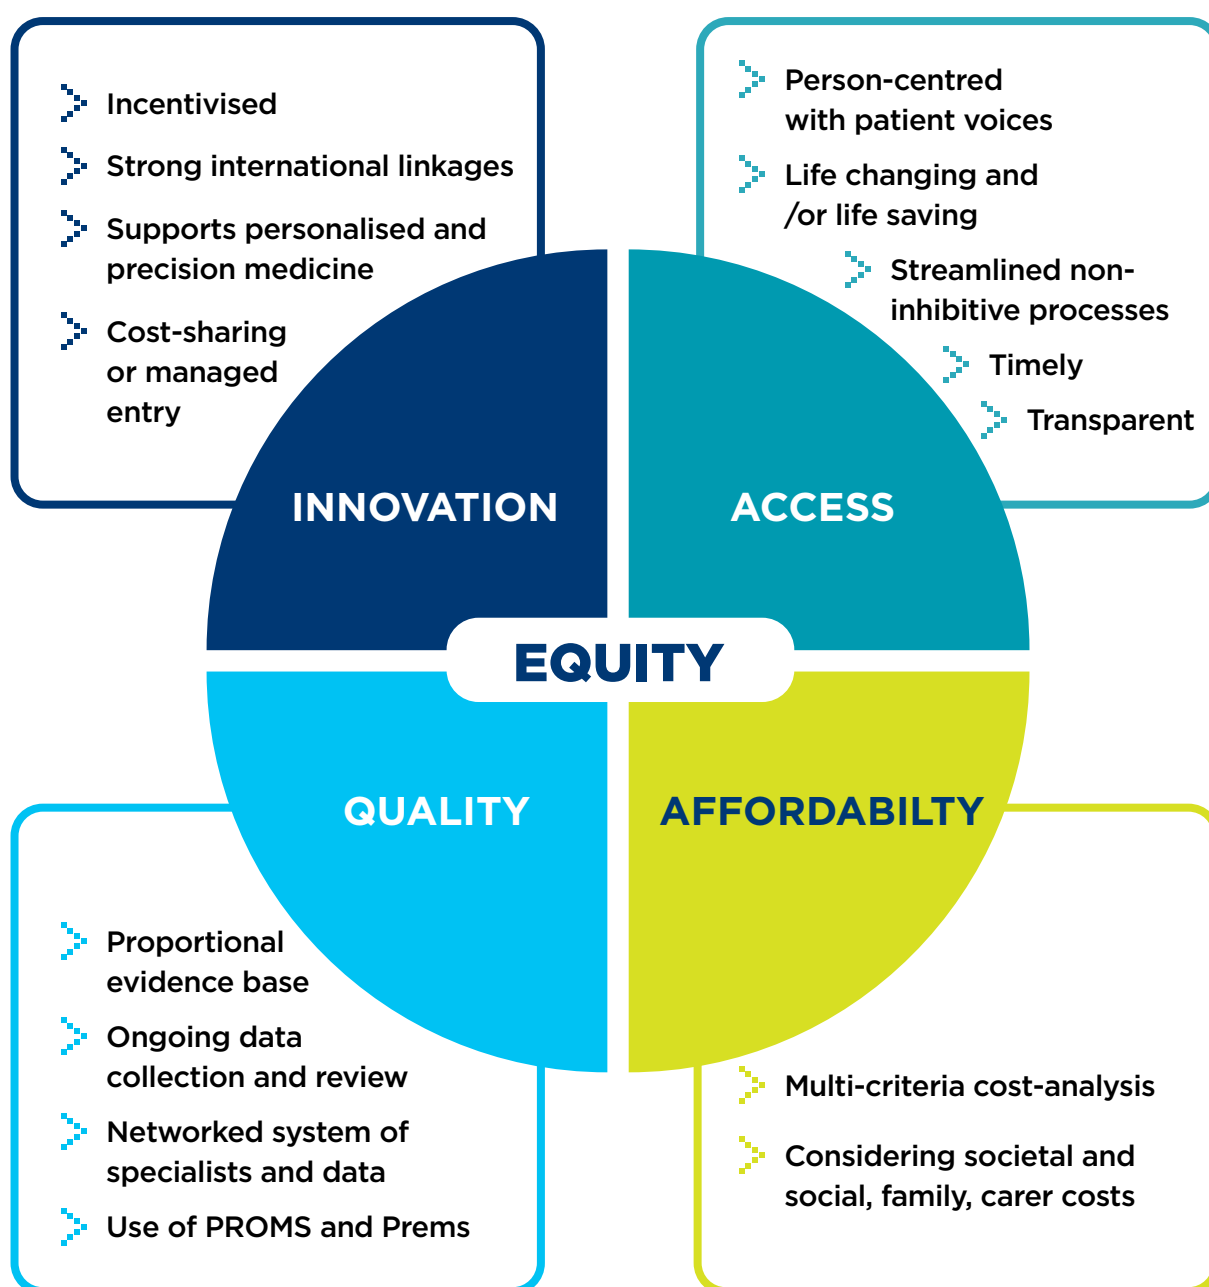 Incentivised
Strong international linkages
Supports personalised and
precision medicine
Cost-sharing
or managed
entry
INNOVATION
Person-centred
with patient voices
Life changing and
/or life saving
Streamlined non-
inhibitive processes
Timely
Transparent
ACCESS
EQUITY
QUALITY
Proportional
evidence base
Ongoing data
collection and review
Networked system of
specialists and data
Use of PROMS and Prems
AFFORDABILTY
Multi-criteria cost-analysis
Considering societal and
social, family, carer costs